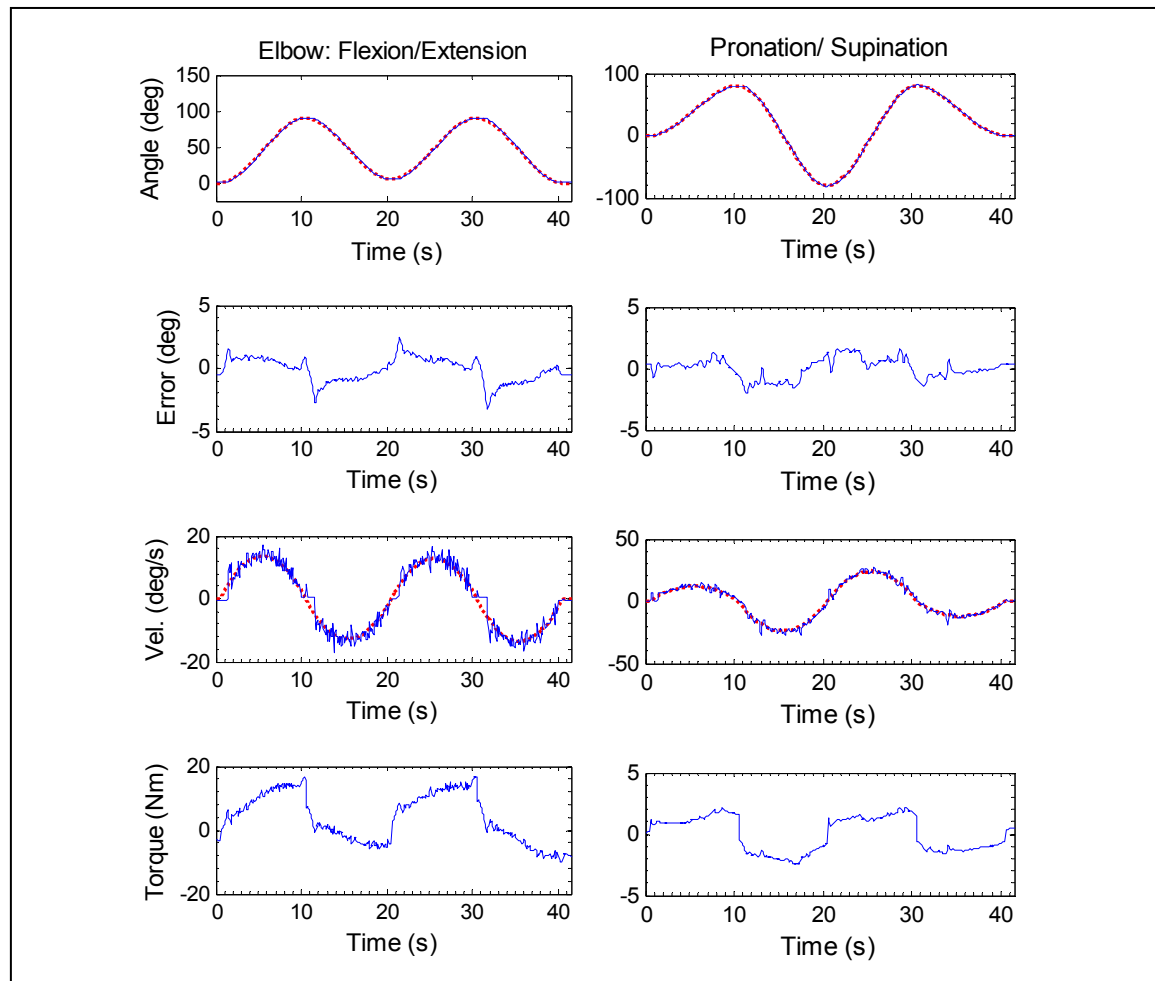 Elbow: Flexion/Extension
Pronation/ Supination
Angle (deg)
150
100
50
0
0 10 20 30 40
Time (s)
100
0
-100
0 10 20 30 40
Time (s)
Error (deg)
5
0
-5
0 10 20 30 40
Time (s)
5
0
-5
0 10 20 30 40
Time (s)
Vel. (deg/s)
20
0
-20
0 10 20 30 40
Time (s)
50
0
-50
0 10 20 30 40
Time (s)
Torque (Nm)
20
0
-20
0 10 20 30 40
Time (s)
5
0
-5
0 10 20 30 40
Time (s)